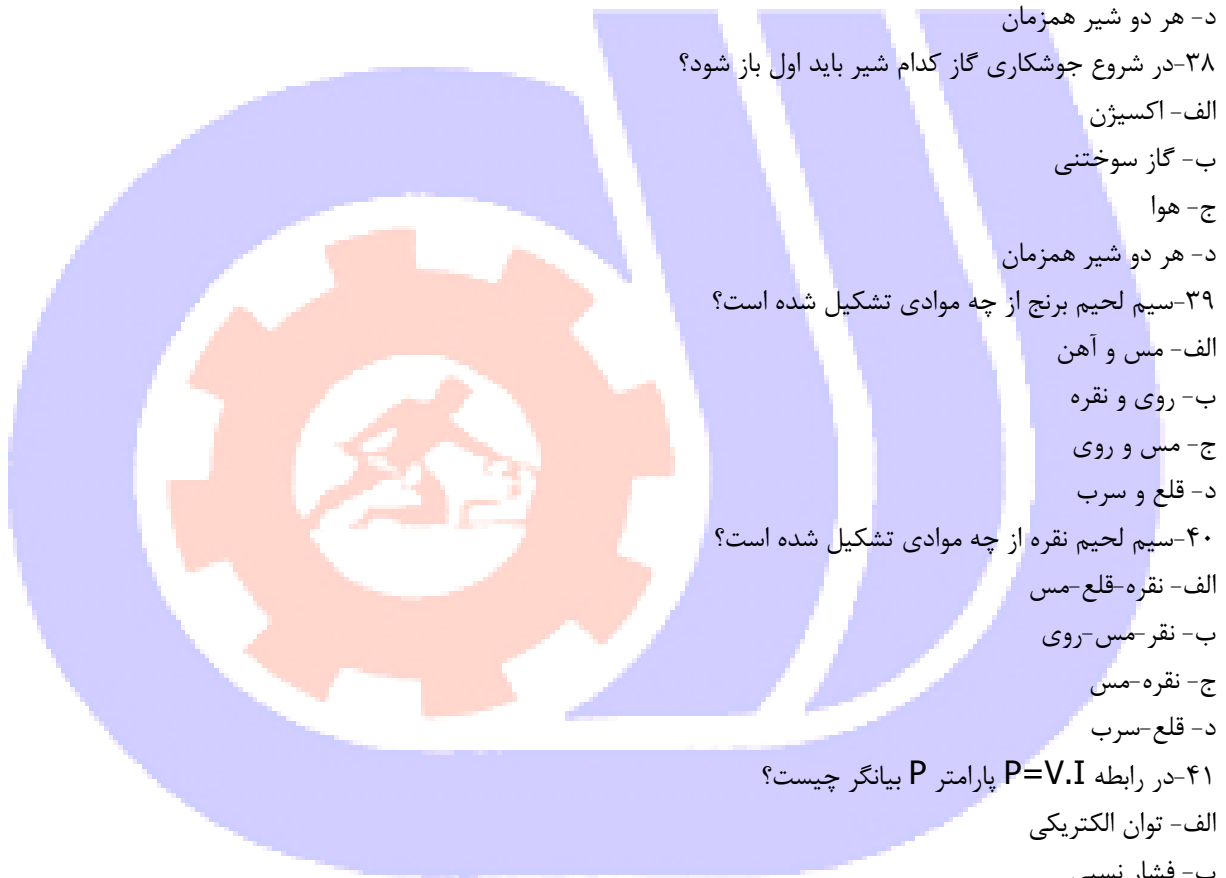 د- هر دو شیر همزمان
۳۸-در شروع جوشکاری گاز کدام شیر باید اول باز شود؟
الف- اکسیژن
ب- گاز سوختنی
ج- هوا
د- هر دو شیر همزمان
۳۹-سیم لحیم برنج از چه موادی تشکیل شده است؟
الف- مس و آهن
ب- روی و نقره
ج- مس و روی
د- قلع و سرب
۴۰-سیم لحیم نقره از چه موادی تشکیل شده است؟
الف- نقره-قلع-مس
ب- نقر-مس-روی
ج- نقره-مس
د- قلع-سرب
۴۱-در رابطه P=V.I پارامتر P بیانگر چیست؟
الف- توان الکتریکی
ب- فشار نسبی